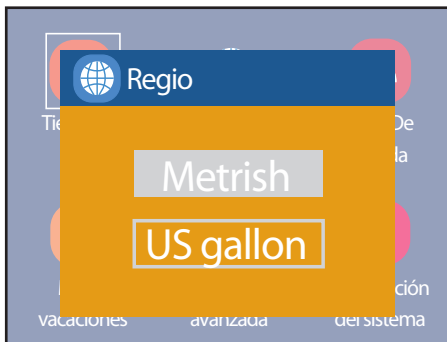 Regio
Tie
De
la
Metrish
US gallon
M
ción
vacaciones
avanzada
del sistema